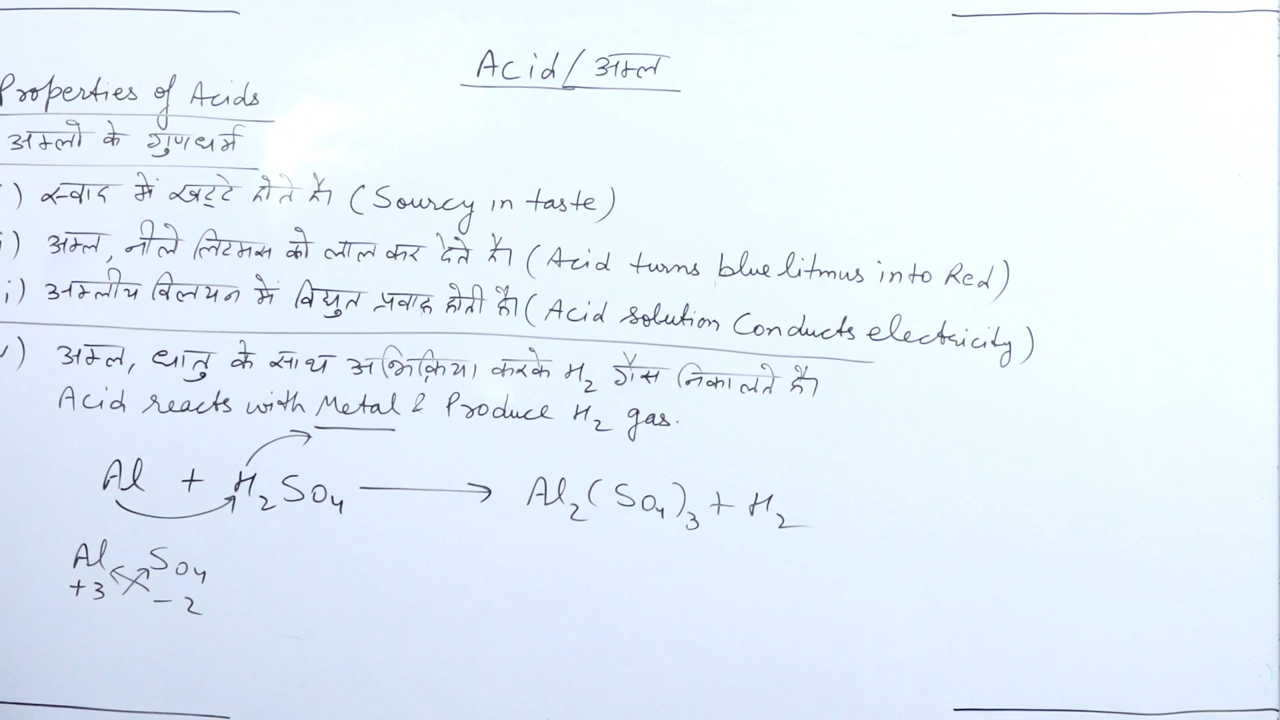 Acid/अम्ल
Properties of Acids
अम्लो के गुणधर्म
) स्वाद में खट्टे होते है। (Sourcy in taste)
i) अम्ल, नीले लिटमस को लाल कर देते है। (Acid turns blue litmus into Red)
i) अम्लीय विलयन में विद्युत प्रवाह होती है। (Acid solution Conducts electricity)
v) अम्ल, धातु के साथ अभिक्रिया करके H₂ गैस निकालते है।
Acid reacts with Metal & Produce H₂ gas.
Al + H₂SO₄ ⟶ Al₂(SO₄)₃ + H₂
Al SO₄
+3 -2